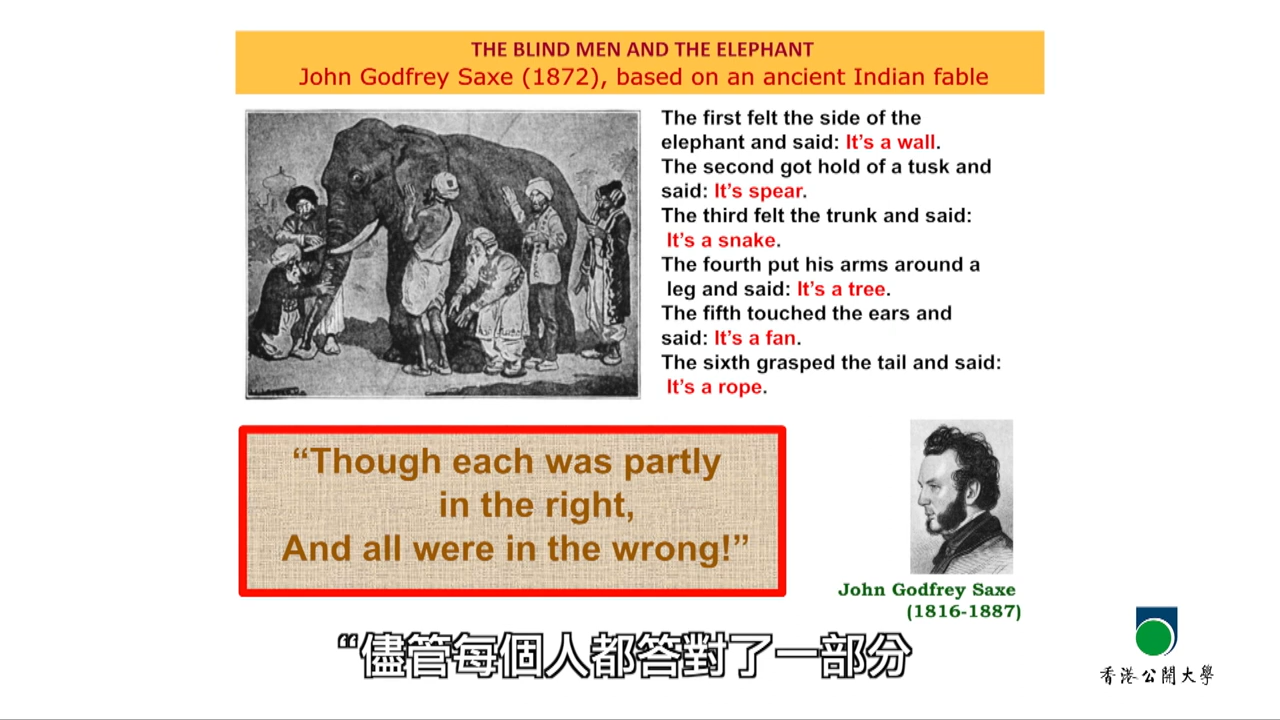 THE BLIND MEN AND THE ELEPHANT
John Godfrey Saxe (1872), based on an ancient Indian fable
The first felt the side of the
elephant and said: It's a wall.
The second got hold of a tusk and
said: It's spear.
The third felt the trunk and said:
It's a snake.
The fourth put his arms around a
leg and said: It's a tree.
The fifth touched the ears and
said: It's a fan.
The sixth grasped the tail and said:
It's a rope.
“Though each was partly
in the right,
And all were in the wrong!”
John Godfrey Saxe
(1816-1887)
“儘管每個人都答對了一部分
香港公開大學